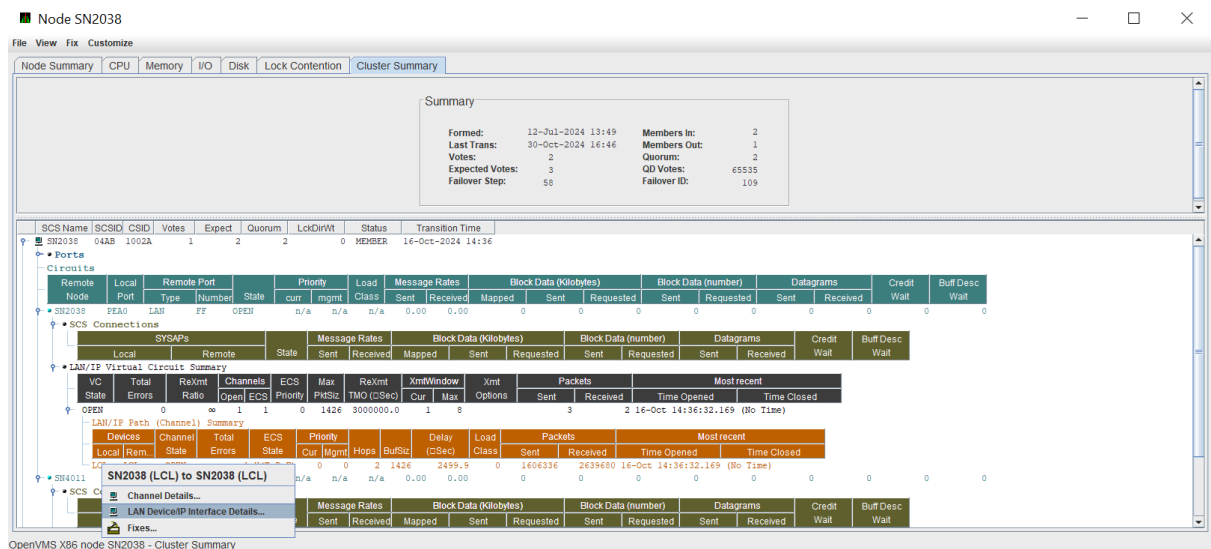 Node SN2038
File View Fix Customize
Node Summary CPU Memory I/O Disk Lock Contention Cluster Summary
Summary
Formed: 12-Jul-2024 13:49 Members In: 2
Last Trans: 30-Oct-2024 16:46 Members Out: 1
Votes: 2 Quorum: 2
Expected Votes: 3 QD Votes: 65535
Failover Step: 58 Failover ID: 109
SCS Name SCSID CSID Votes Expect Quorum LckDirWt Status Transition Time
SN2038 04AB 1002A 1 2 2 0 MEMBER 16-Oct-2024 14:36
Ports
Circuits
Remote Local Remote Port Priority Load Message Rates Block Data (Kilobytes) Block Data (number) Datagrams Credit Buff Desc
Node Port Type Number State curr mgmt Class Sent Received Mapped Sent Requested Sent Requested Sent Received Wait Wait
SN2038 PEA0 LAN FF OPEN n/a n/a n/a 0.00 0.00 0 0 0 0 0 0 0 0 0
SCS Connections
SYSAPs Message Rates Block Data (Kilobytes) Block Data (number) Datagrams Credit Buff Desc
Local Remote State Sent Received Mapped Sent Requested Sent Requested Sent Received Wait Wait
LAN/IP Virtual Circuit Summary
VC Total ReXmt Channels ECS Max ReXmt XmtWindow Xmt Packets Most recent
State Errors Ratio Open ECS Priority PktSiz TMO (□Sec) Cur Max Options Sent Received Time Opened Time Closed
OPEN 0 ∞ 1 1 0 1426 3000000.0 1 8 3 2 16-Oct 14:36:32.169 (No Time)
LAN/IP Path (Channel) Summary
Devices Channel Total ECS Priority Delay Load Packets Most recent
Local Rem... State Errors State Cur Mgmt Hops BufSiz (□Sec) Class Sent Received Time Opened Time Closed
0 0 2 1426 2499.9 0 1606336 2639680 16-Oct 14:36:32.169 (No Time)
SN2038 (LCL) to SN2038 (LCL)
SN4011 n/a n/a n/a 0.00 0.00 0 0 0 0 0 0 0 0 0
SCS C
Channel Details...
LAN Device/IP Interface Details...
Message Rates Block Data (Kilobytes) Block Data (number) Datagrams Credit Buff Desc
Fixes...
Sent Received Mapped Sent Requested Sent Requested Sent Received Wait Wait
OpenVMS X86 node SN2038 - Cluster Summary